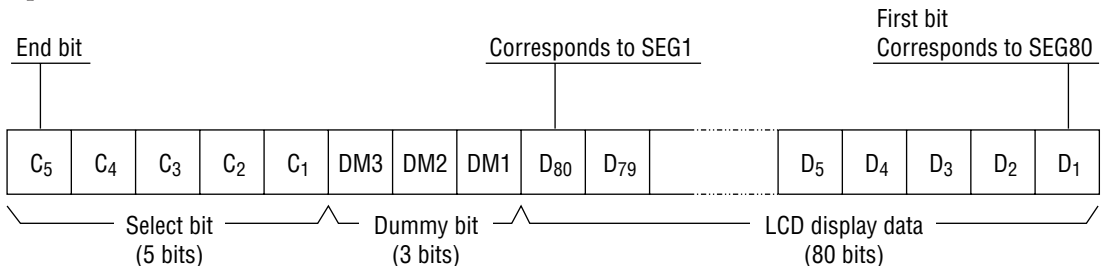 First bit
End bit Corresponds to SEG1 Corresponds to SEG80
C5 C4 C3 C2 C1 DM3 DM2 DM1 D80 D79 D5 D4 D3 D2 D1
Select bit Dummy bit LCD display data
(5 bits) (3 bits) (80 bits)